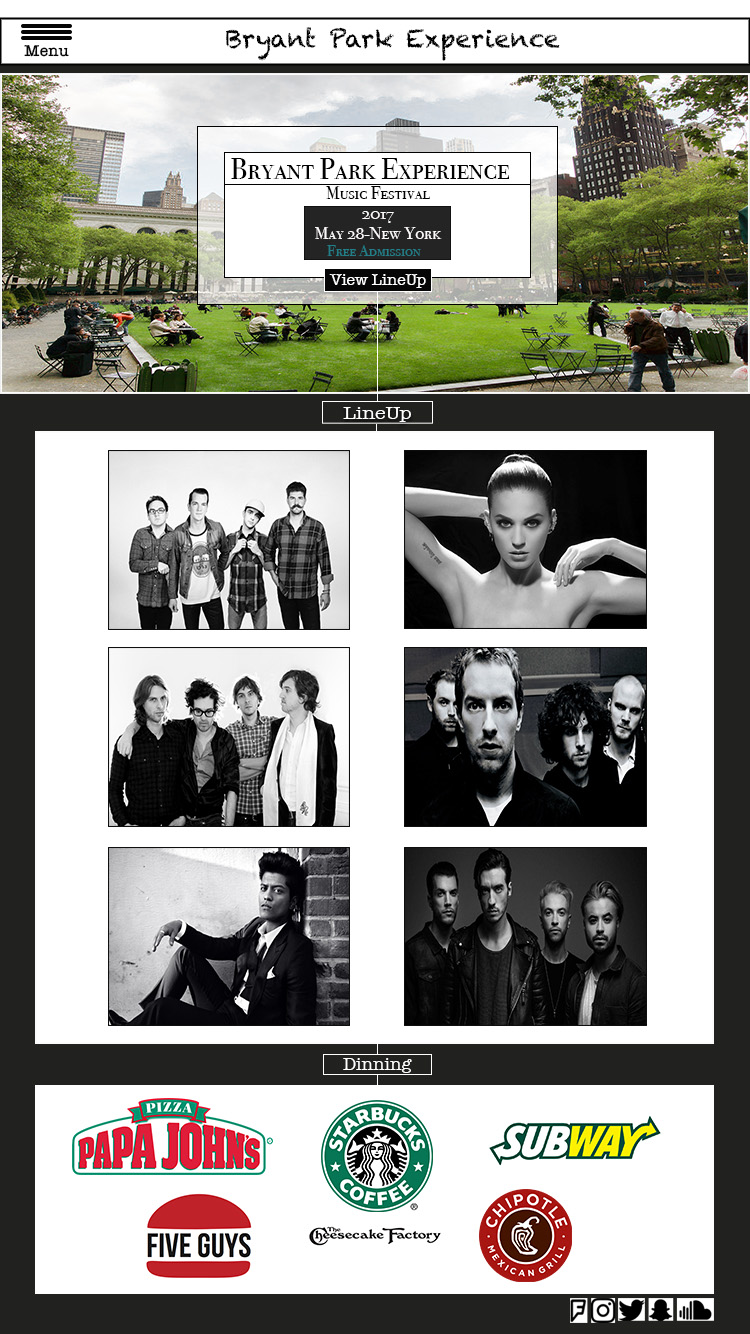 Menu
Bryant Park Experience
Bryant Park Experience
Music Festival
2017
May 28-New York
Free Admission
View LineUp
LineUp
Dinning
PIZZA
PAPA JOHN'S
STARBUCKS
COFFEE
®
SUBWAY
FIVE GUYS
The
Cheesecake Factory
CHIPOTLE
MEXICAN GRILL